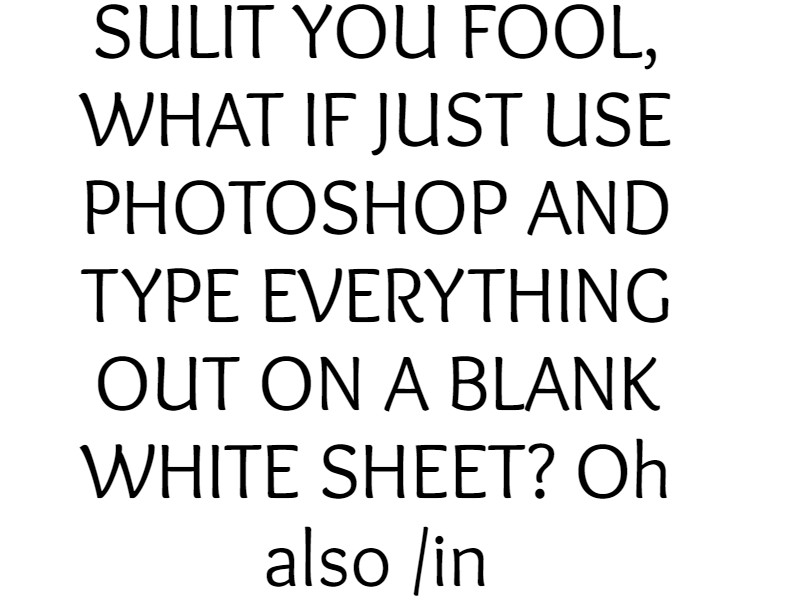 SULIT YOU FOOL,
WHAT IF JUST USE
PHOTOSHOP AND
TYPE EVERYTHING
OUT ON A BLANK
WHITE SHEET? Oh
also /in